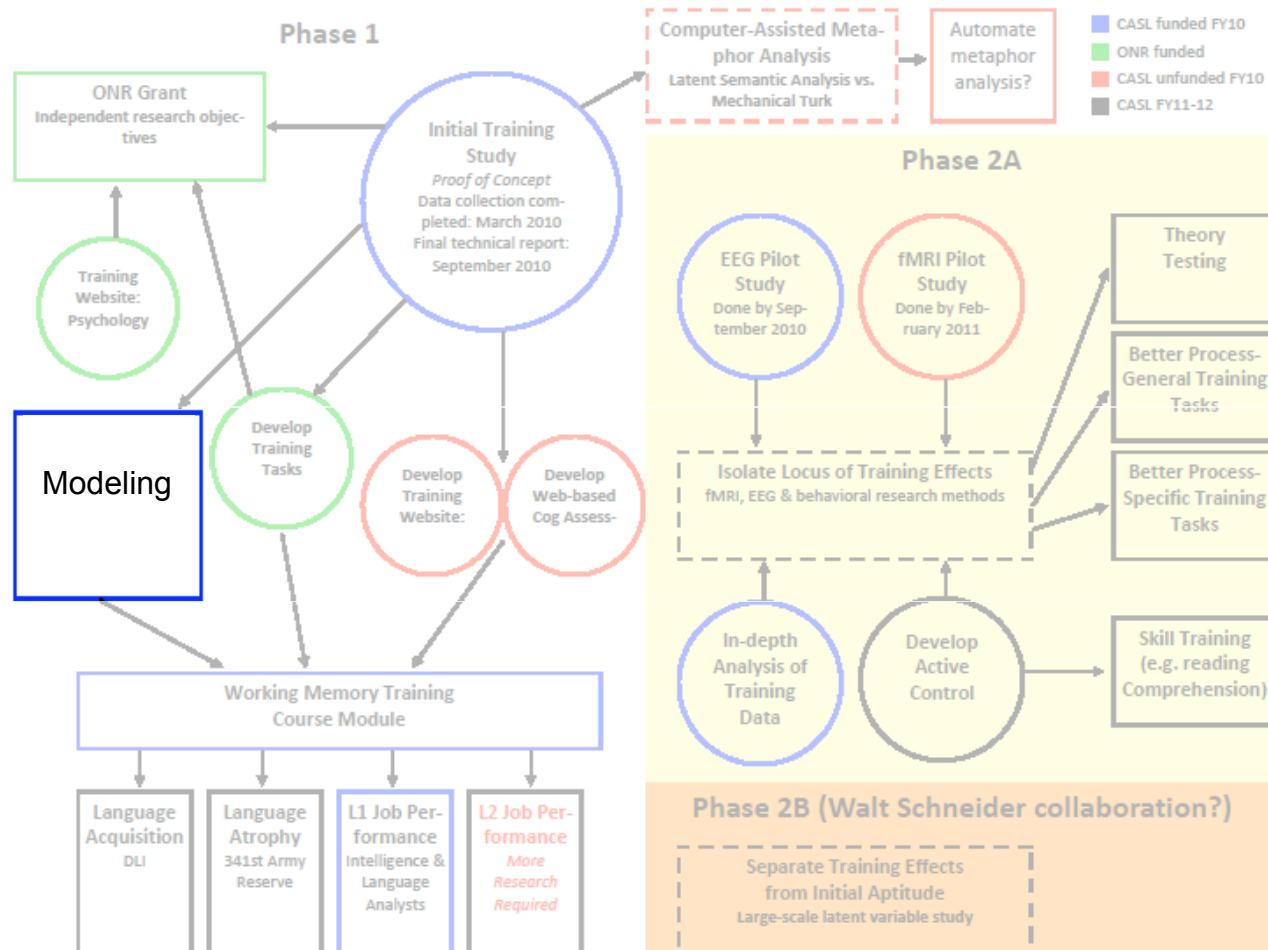 Phase 1
ONR Grant
Independent research objec-
tives
Initial Training
Study
Proof of Concept
Data collection com-
pleted: March 2010
Final technical report:
September 2010
Training
Website:
Psychology
Modeling
Develop
Training
Tasks
Develop
Training
Website:
Develop
Web-based
Cog Assess-
Working Memory Training
Course Module
Language
Acquisition
DLI
Language
Atrophy
341st Army
Reserve
L1 Job Per-
formance
Intelligence &
Language
Analysts
L2 Job Per-
formance
More
Research
Required
Computer-Assisted Meta-
phor Analysis
Latent Semantic Analysis vs.
Mechanical Turk
Automate
metaphor
analysis?
CASL funded FY10
ONR funded
CASL unfunded FY10
CASL FY11-12
Phase 2A
EEG Pilot
Study
Done by Sep-
tember 2010
fMRI Pilot
Study
Done by Feb-
ruary 2011
Theory
Testing
Better Process-
General Training
Tasks
Better Process-
Specific Training
Tasks
Isolate Locus of Training Effects
fMRI, EEG & behavioral research methods
In-depth
Analysis of
Training
Data
Develop
Active
Control
Skill Training
(e.g. reading
Comprehension)
Phase 2B (Walt Schneider collaboration?)
Separate Training Effects
from Initial Aptitude
Large-scale latent variable study